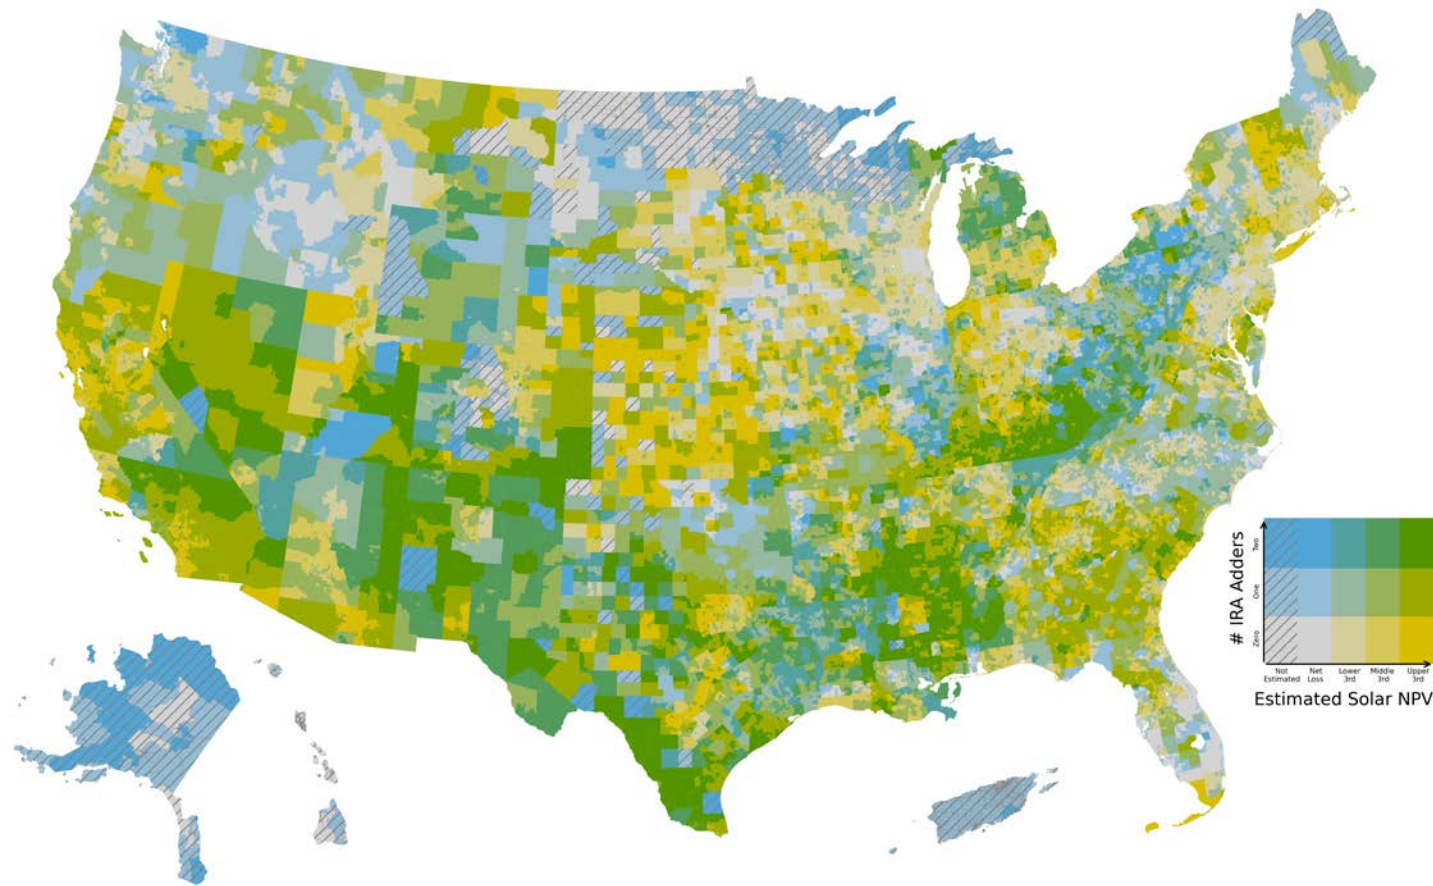 # IRA Adders
Two
One
Zero
Not Estimated
Net Loss
Lower 3rd
Middle 3rd
Upper 3rd
Estimated Solar NPV